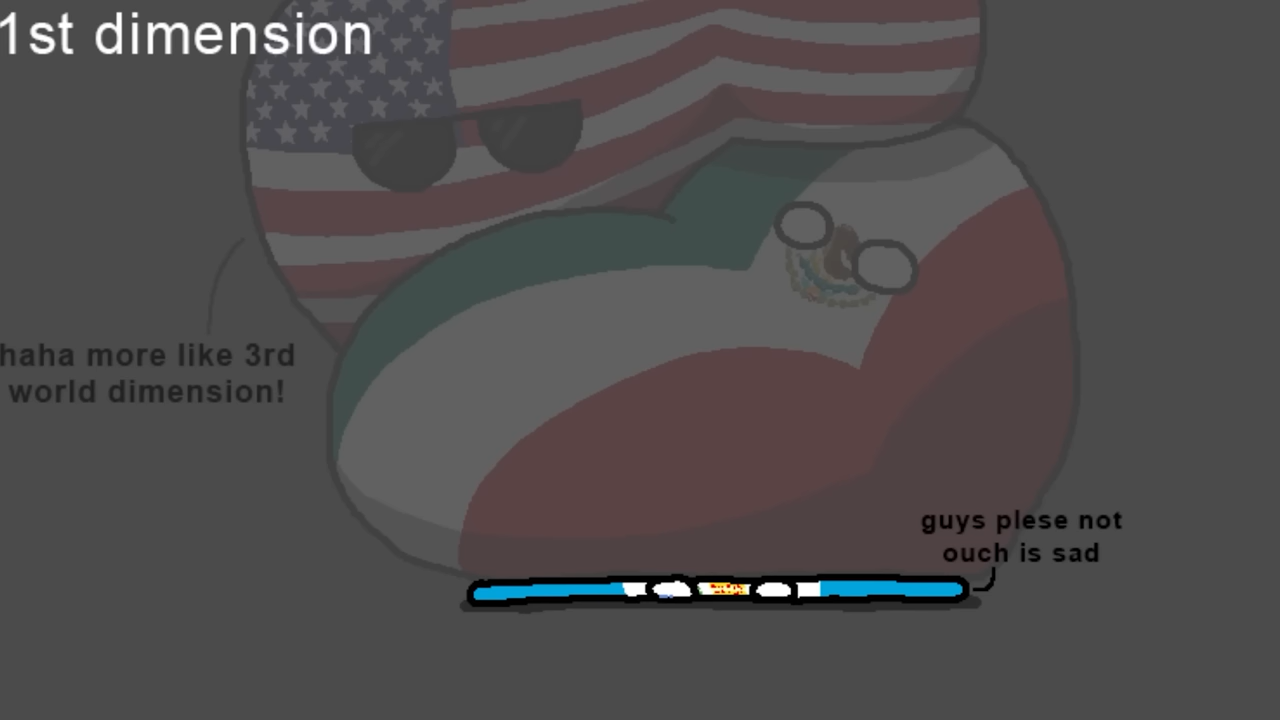 1st dimension
haha more like 3rd
world dimension!
guys plese not
ouch is sad